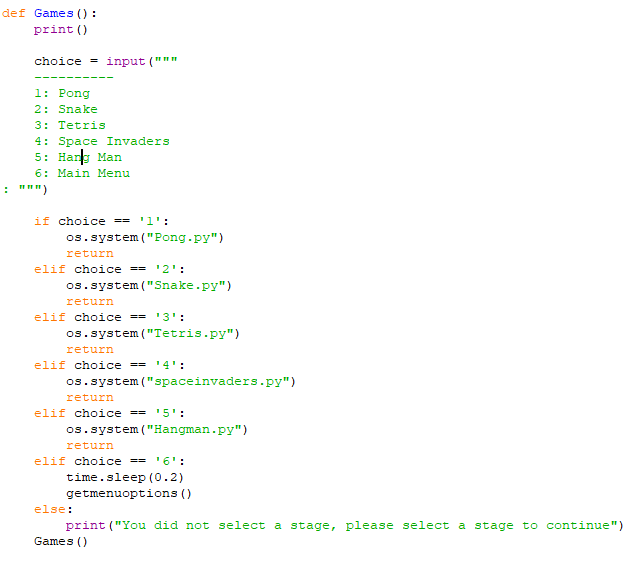 def Games():
    print()

    choice = input("""
    ----------
    1: Pong
    2: Snake
    3: Tetris
    4: Space Invaders
    5: Hang Man
    6: Main Menu
: """)

    if choice == '1':
        os.system("Pong.py")
        return
    elif choice == '2':
        os.system("Snake.py")
        return
    elif choice == '3':
        os.system("Tetris.py")
        return
    elif choice == '4':
        os.system("spaceinvaders.py")
        return
    elif choice == '5':
        os.system("Hangman.py")
        return
    elif choice == '6':
        time.sleep(0.2)
        getmenuoptions()
    else:
        print("You did not select a stage, please select a stage to continue")
    Games()